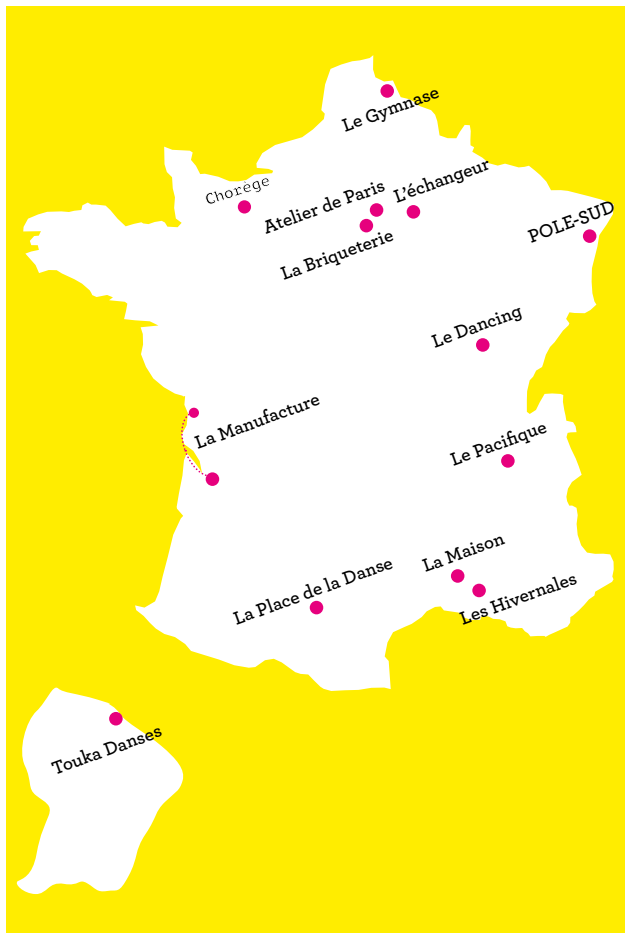 Le Gymnase
Chorège
Atelier de Paris
L'échangeur
La Briqueterie
POLE-SUD
Le Dancing
La Manufacture
Le Pacifique
La Maison
La Place de la Danse
Les Hivernales
Touka Danses